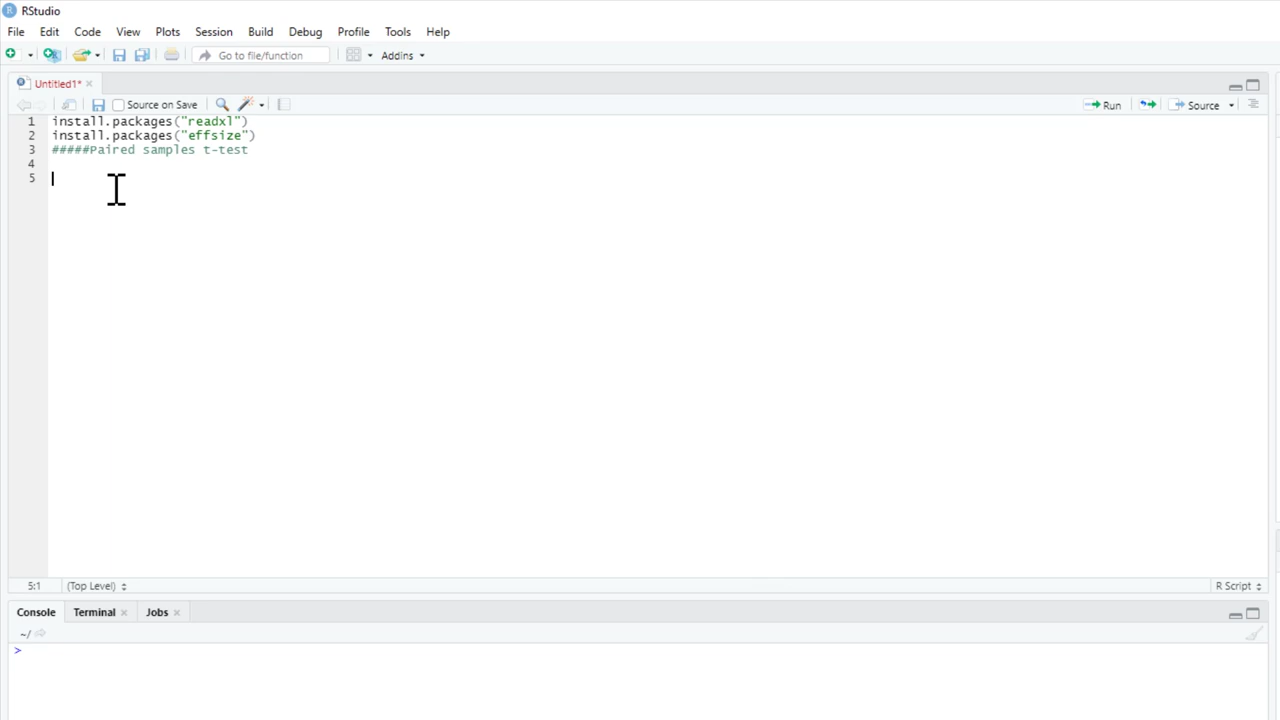 RStudio
File Edit Code View Plots Session Build Debug Profile Tools Help
Go to file/function Addins
Untitled1*
Source on Save Run Source
1 install.packages("readxl")
2 install.packages("effsize")
3 #####Paired samples t-test
4
5
5:1 (Top Level) R Script
Console Terminal Jobs
~/
>